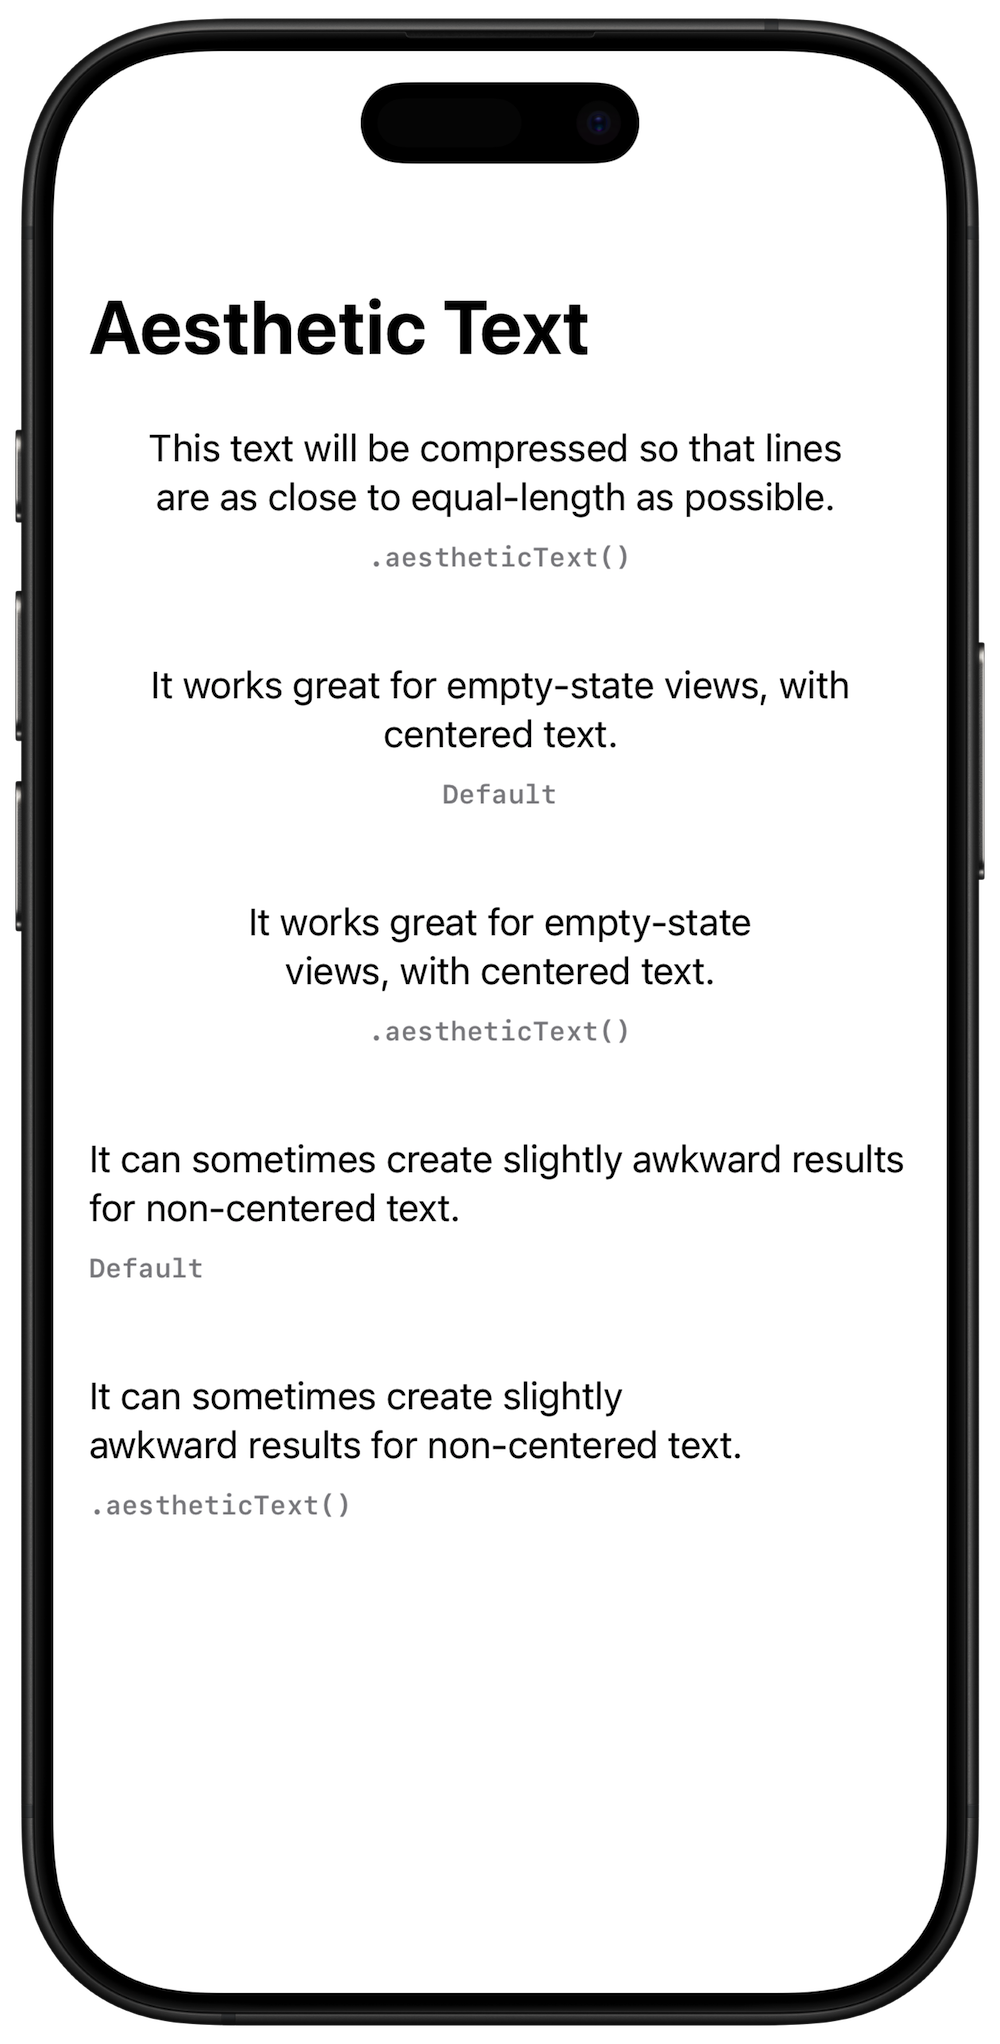 Aesthetic Text
This text will be compressed so that lines
are as close to equal-length as possible.
.aestheticText()
It works great for empty-state views, with
centered text.
Default
It works great for empty-state
views, with centered text.
.aestheticText()
It can sometimes create slightly awkward results
for non-centered text.
Default
It can sometimes create slightly
awkward results for non-centered text.
.aestheticText()